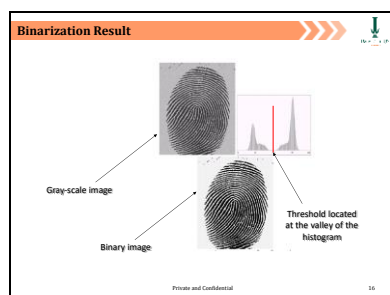 Binarization Result
Gray-scale image
Binary image
Threshold located
at the valley of the
histogram
Private and Confidential
16